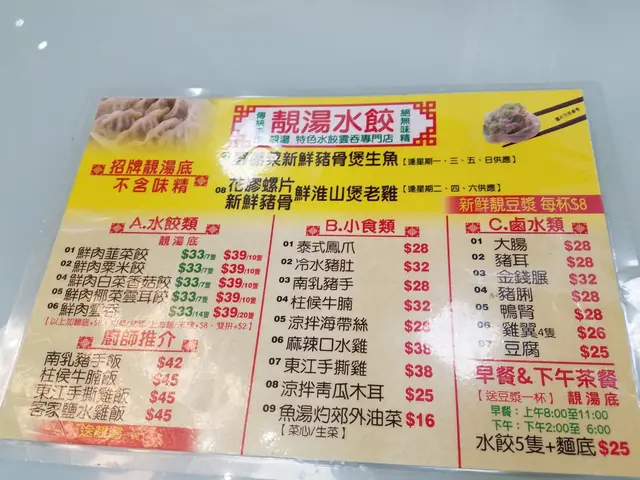 靚湯水餃
絕無味精
靚湯 特色水餃雲吞專門店
招牌靚湯底
不含味精
菜新鮮豬骨煲生魚【逢星期一、三、五、日供應】
08 花膠螺片
新鮮豬骨 鮮淮山煲老雞【逢星期二、四、六供應】
新鮮靚豆漿 每杯$8
A.水餃類
靚湯底
01 鮮肉韮菜餃 $33/7隻 $39/10隻
02 鮮肉粟米餃 $33/7隻 $39/10隻
04 鮮肉白菜香菇餃 $33/7隻 $39/10隻
05 鮮肉椰菜雲耳餃 $33/7隻 $39/10隻
06 鮮肉雲吞 $33/14隻 $39/20隻
廚師推介
南乳豬手飯 $42
柱侯牛腩飯 $45
東江手撕雞飯 $45
客家鹽水雞飯 $45
B.小食類
01 泰式鳳爪 $28
02 冷水豬肚 $32
03 南乳豬手 $28
04 柱侯牛腩 $32
05 涼拌海帶絲
06 麻辣口水雞 $38
07 東江手撕雞 $38
08 涼拌青瓜木耳 $25
09 魚湯灼郊外油菜 $16
【菜心/生菜】
C.鹵水類
01 大腸 $28
02 豬耳 $28
03 金錢腒 $28
04 豬脷 $28
05 鴨腎 $28
06 雞翼4隻 $26
07 豆腐 $25
早餐&下午茶餐
【送豆漿一杯】 靚湯底
早餐：上午8:00至11:00
下午：下午2:00至 6:00
水餃5隻+麵底 $25